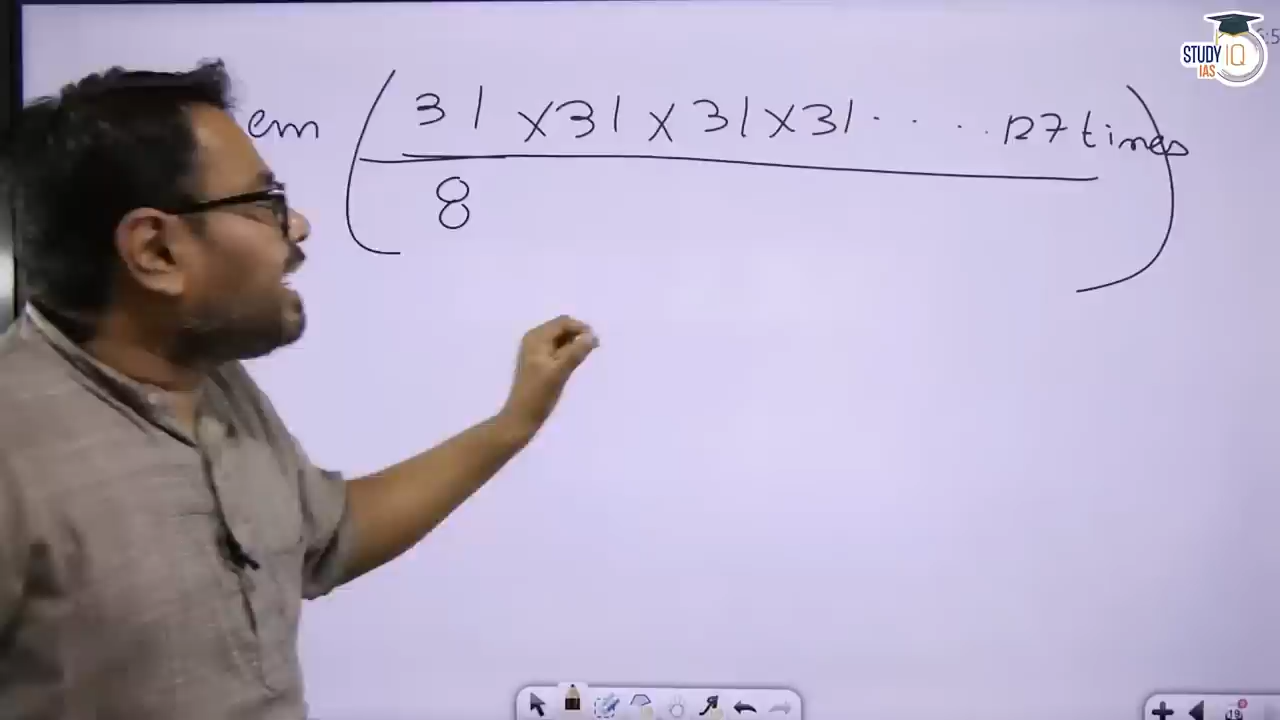 STUDY IQ
IAS
em ( 31 × 31 × 31 × 31 . . . . . 127 times )
8